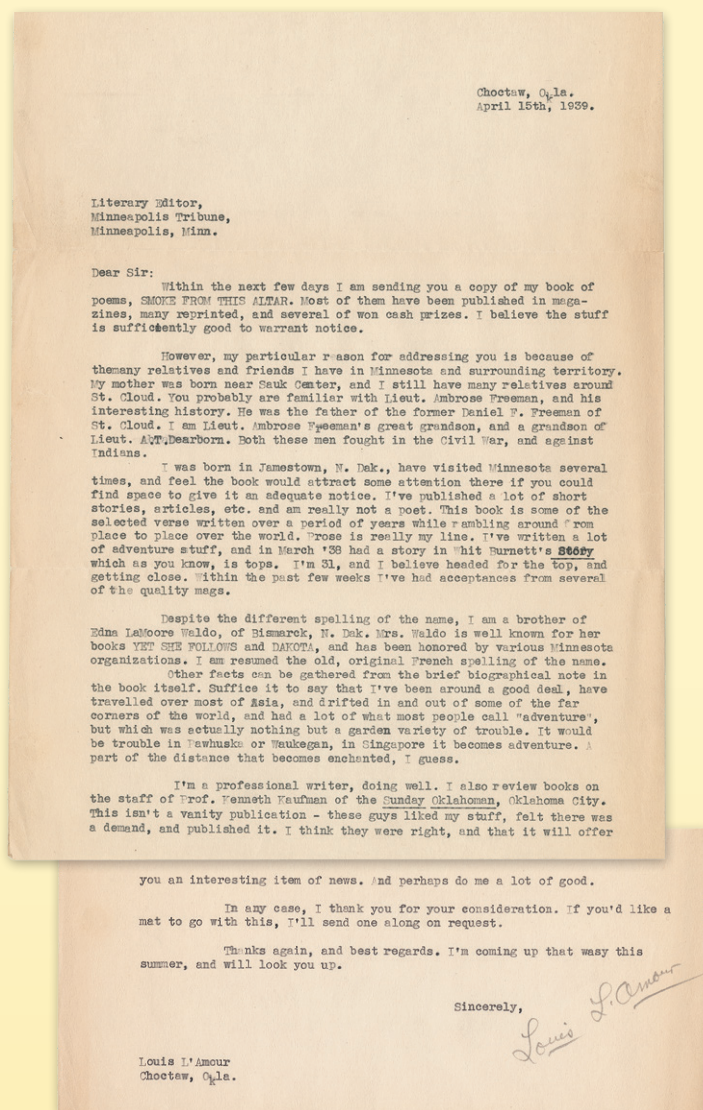 Choctaw, Okla.
April 15th, 1939.
Literary Editor,
Minneapolis Tribune,
Minneapolis, Minn.
Dear Sir:
Within the next few days I am sending you a copy of my book of
poems, SMOKE FROM THIS ALTAR. Most of them have been published in maga-
zines, many reprinted, and several of won cash prizes. I believe the stuff
is sufficiently good to warrant notice.
However, my particular reason for addressing you is because of
themany relatives and friends I have in Minnesota and surrounding territory.
My mother was born near Sauk Center, and I still have many relatives around
St. Cloud. You probably are familiar with Lieut. Ambrose Freeman, and his
interesting history. He was the father of the former Daniel F. Freeman of
St. Cloud. I am Lieut. Ambrose Freeman's great grandson, and a grandson of
Lieut. A.T.Dearborn. Both these men fought in the Civil War, and against
Indians.
I was born in Jamestown, N. Dak., have visited Minnesota several
times, and feel the book would attract some attention there if you could
find space to give it an adequate notice. I've published a lot of short
stories, articles, etc. and am really not a poet. This book is some of the
selected verse written over a period of years while rambling around from
place to place over the world. Prose is really my line. I've written a lot
of adventure stuff, and in March '38 had a story in Whit Burnett's Story
which as you know, is tops. I'm 31, and I believe headed for the top, and
getting close. Within the past few weeks I've had acceptances from several
of the quality mags.
Despite the different spelling of the name, I am a brother of
Edna LaMoore Waldo, of Bismarck, N. Dak. Mrs. Waldo is well known for her
books YET SHE FOLLOWS and DAKOTA, and has been honored by various Minnesota
organizations. I am resumed the old, original French spelling of the name.
Other facts can be gathered from the brief biographical note in
the book itself. Suffice it to say that I've been around a good deal, have
travelled over most of Asia, and drifted in and out of some of the far
corners of the world, and had a lot of what most people call "adventure",
but which was actually nothing but a garden variety of trouble. It would
be trouble in Pawhuska or Waukegan, in Singapore it becomes adventure. A
part of the distance that becomes enchanted, I guess.
I'm a professional writer, doing well. I also review books on
the staff of Prof. Kenneth Kaufman of the Sunday Oklahoman, Oklahoma City.
This isn't a vanity publication - these guys liked my stuff, felt there was
a demand, and published it. I think they were right, and that it will offer
you an interesting item of news. And perhaps do me a lot of good.
In any case, I thank you for your consideration. If you'd like a
mat to go with this, I'll send one along on request.
Thanks again, and best regards. I'm coming up that wasy this
summer, and will look you up.
Sincerely,
Louis L'Amour
Louis L'Amour
Choctaw, Okla.